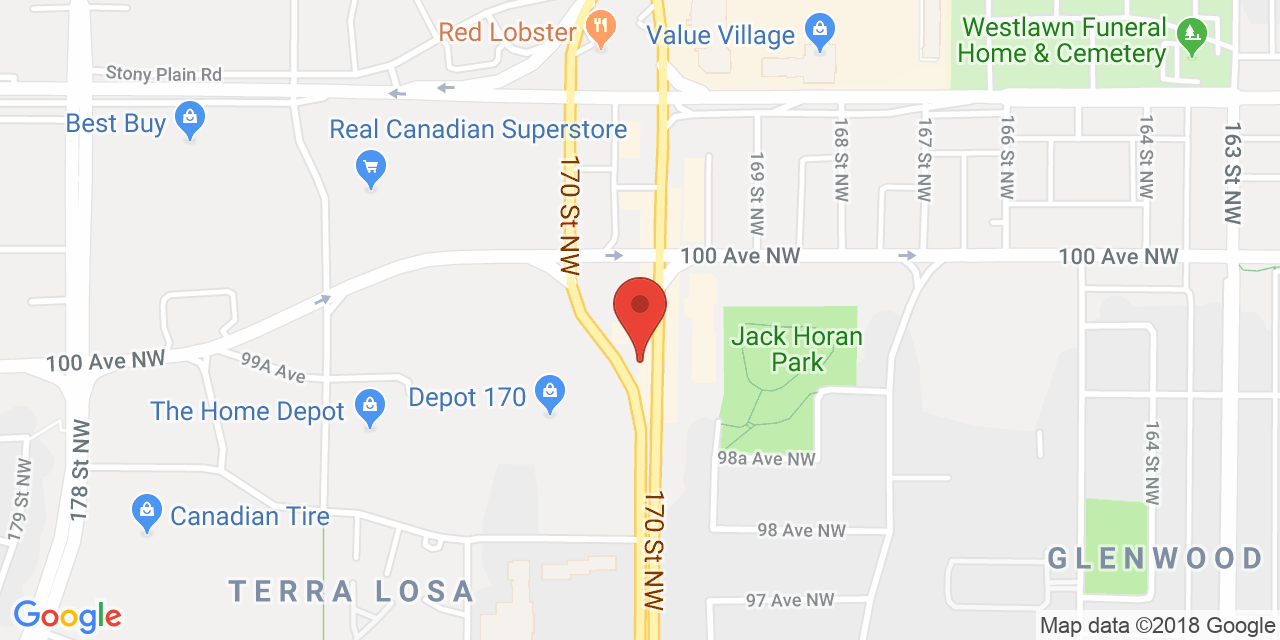 Red Lobster
Value Village
Westlawn Funeral
Home & Cemetery
Stony Plain Rd
Best Buy
Real Canadian Superstore
170 St NW
169 St NW
168 St NW
167 St NW
166 St NW
164 St NW
163 St NW
100 Ave NW
100 Ave NW
Jack Horan
Park
100 Ave NW
99A Ave
The Home Depot
Depot 170
178 St NW
179 St NW
98a Ave NW
164 St NW
Canadian Tire
170 St NW
98 Ave NW
GLENWOOD
TERRA LOSA
97 Ave NW
Google
Map data ©2018 Google